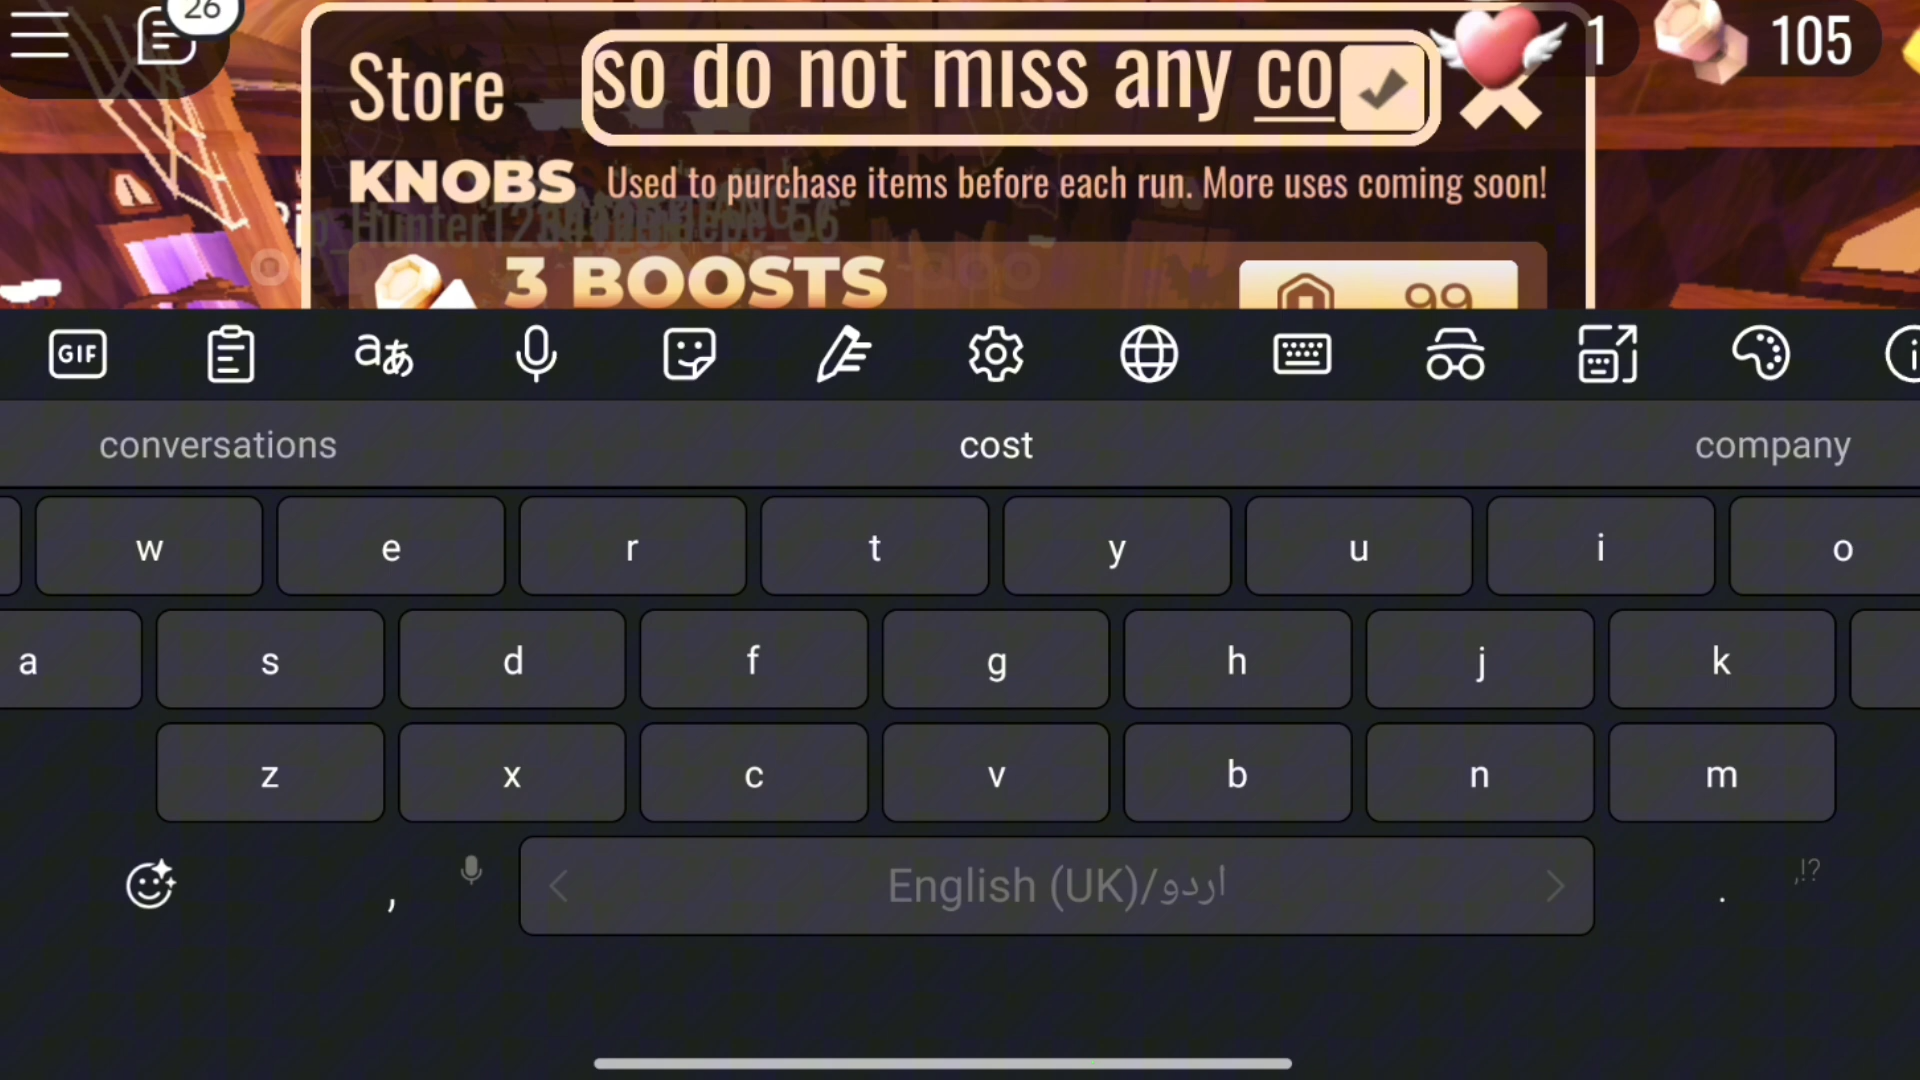 26
1
105
Store
so do not miss any co
KNOBS
Used to purchase items before each run. More uses coming soon!
3 BOOSTS
99
GIF
aあ
conversations
cost
company
w e r t y u i o
a s d f g h j k
z x c v b n m
, English (UK)/اردو . ,!?